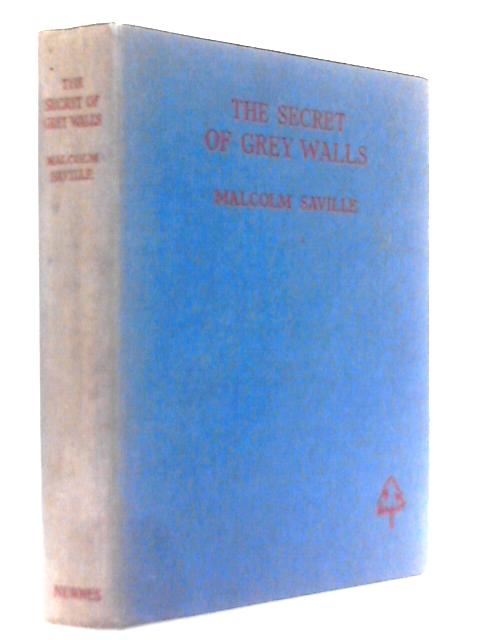 THE
SECRET OF
GREY WALLS
MALCOLM
SAVILLE
NEWNES
THE SECRET
OF GREY WALLS
MALCOLM SAVILLE